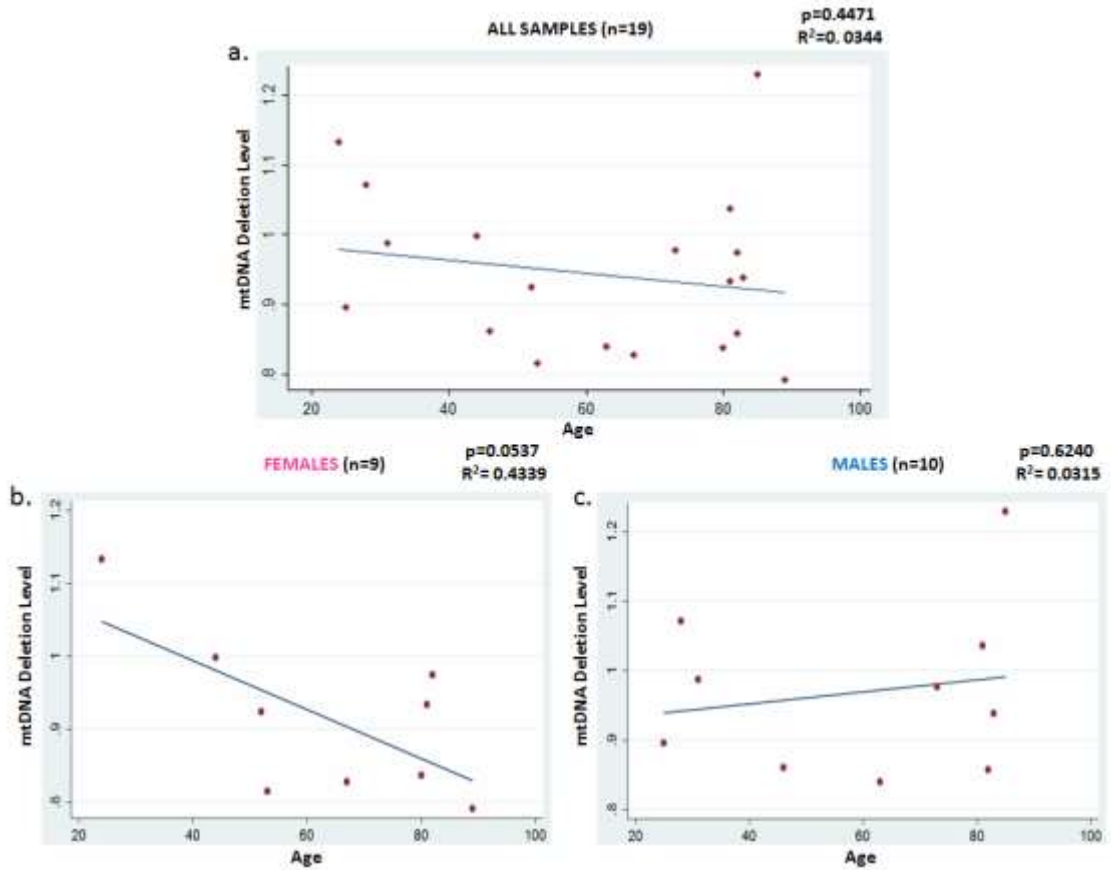 ALL SAMPLES (n=19)
p=0.4471
R²=0. 0344
a.
mtDNA Deletion Level
1.2
1.1
1
.9
.8
20 40 60 80 100
Age
FEMALES (n=9)
p=0.0537
R²= 0.4339
b.
mtDNA Deletion Level
1.2
1.1
1
.9
.8
20 40 60 80 100
Age
MALES (n=10)
p=0.6240
R²= 0.0315
c.
mtDNA Deletion Level
1.2
1.1
1
.9
.8
20 40 60 80 100
Age